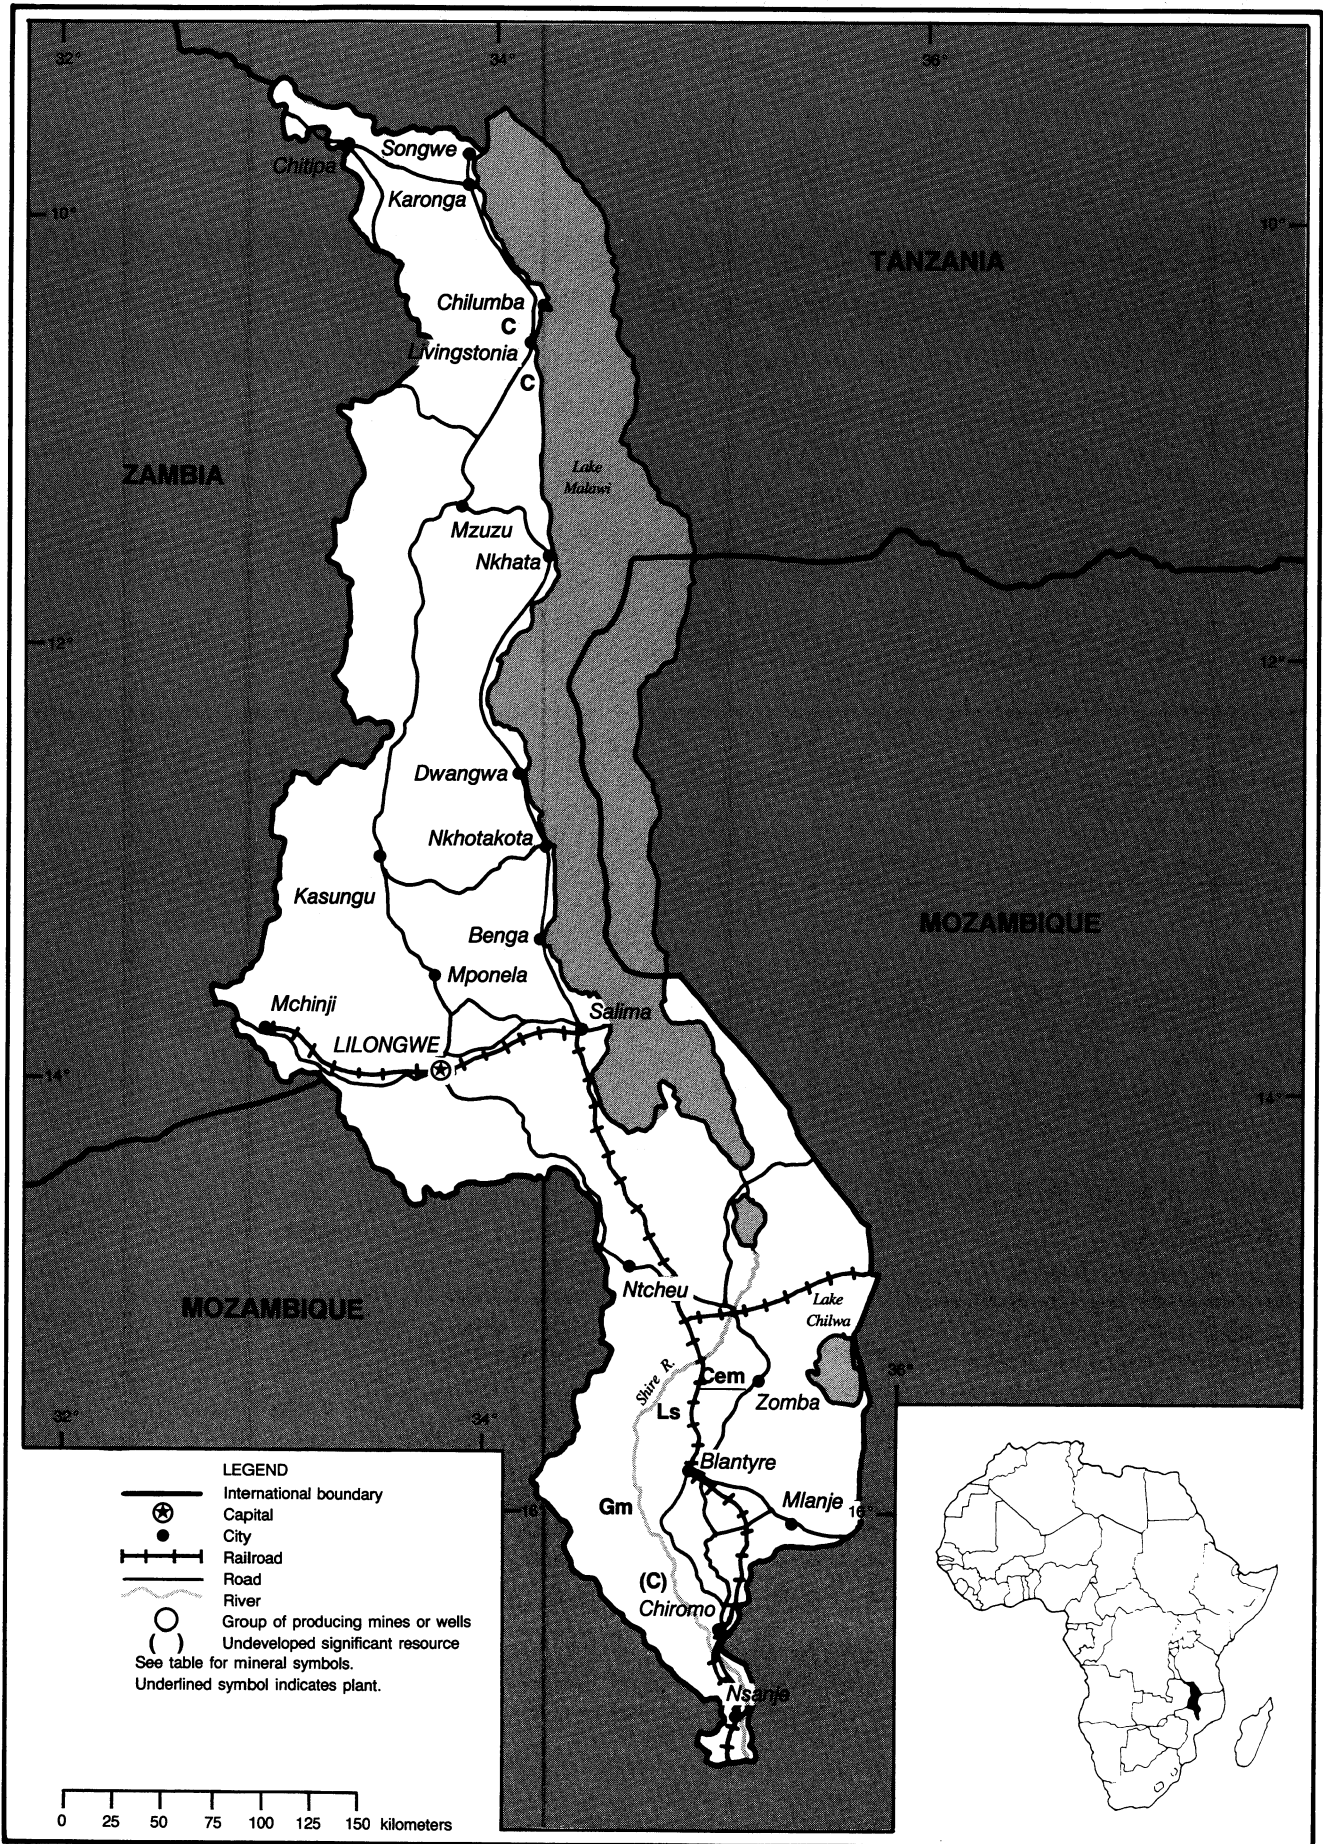 32°
34°
36°
Chitipa
Songwe
Karonga
10°
10°
TANZANIA
Chilumba
C
Livingstonia
C
ZAMBIA
Lake
Malawi
Mzuzu
Nkhata
12°
12°
Dwangwa
Nkhotakota
Kasungu
MOZAMBIQUE
Benga
Mponela
Mchinji
Salima
LILONGWE
14°
14°
Ntcheu
MOZAMBIQUE
Lake
Chilwa
Shire R.
Cem
Zomba
36°
32°
34°
Ls
Blantyre
Mlanje
16°
16°
Gm
(C)
Chiromo
Nsanje
LEGEND
International boundary
Capital
City
Railroad
Road
River
Group of producing mines or wells
( ) Undeveloped significant resource
See table for mineral symbols.
Underlined symbol indicates plant.
0 25 50 75 100 125 150 kilometers